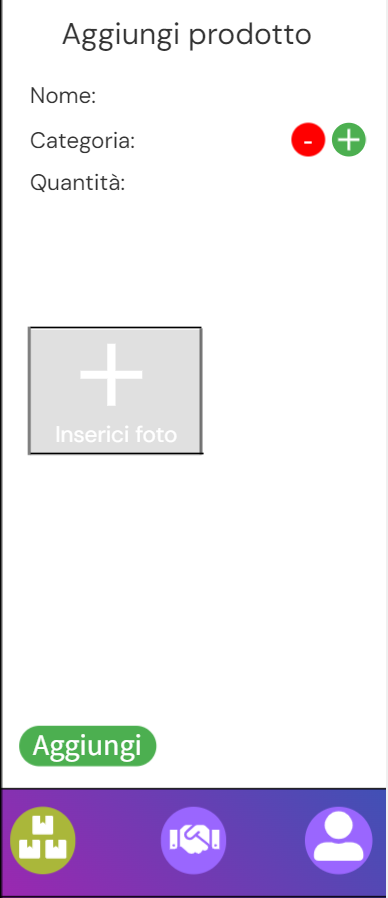 Aggiungi prodotto
Nome:
Categoria: - +
Quantità:
+
Inserici foto
Aggiungi